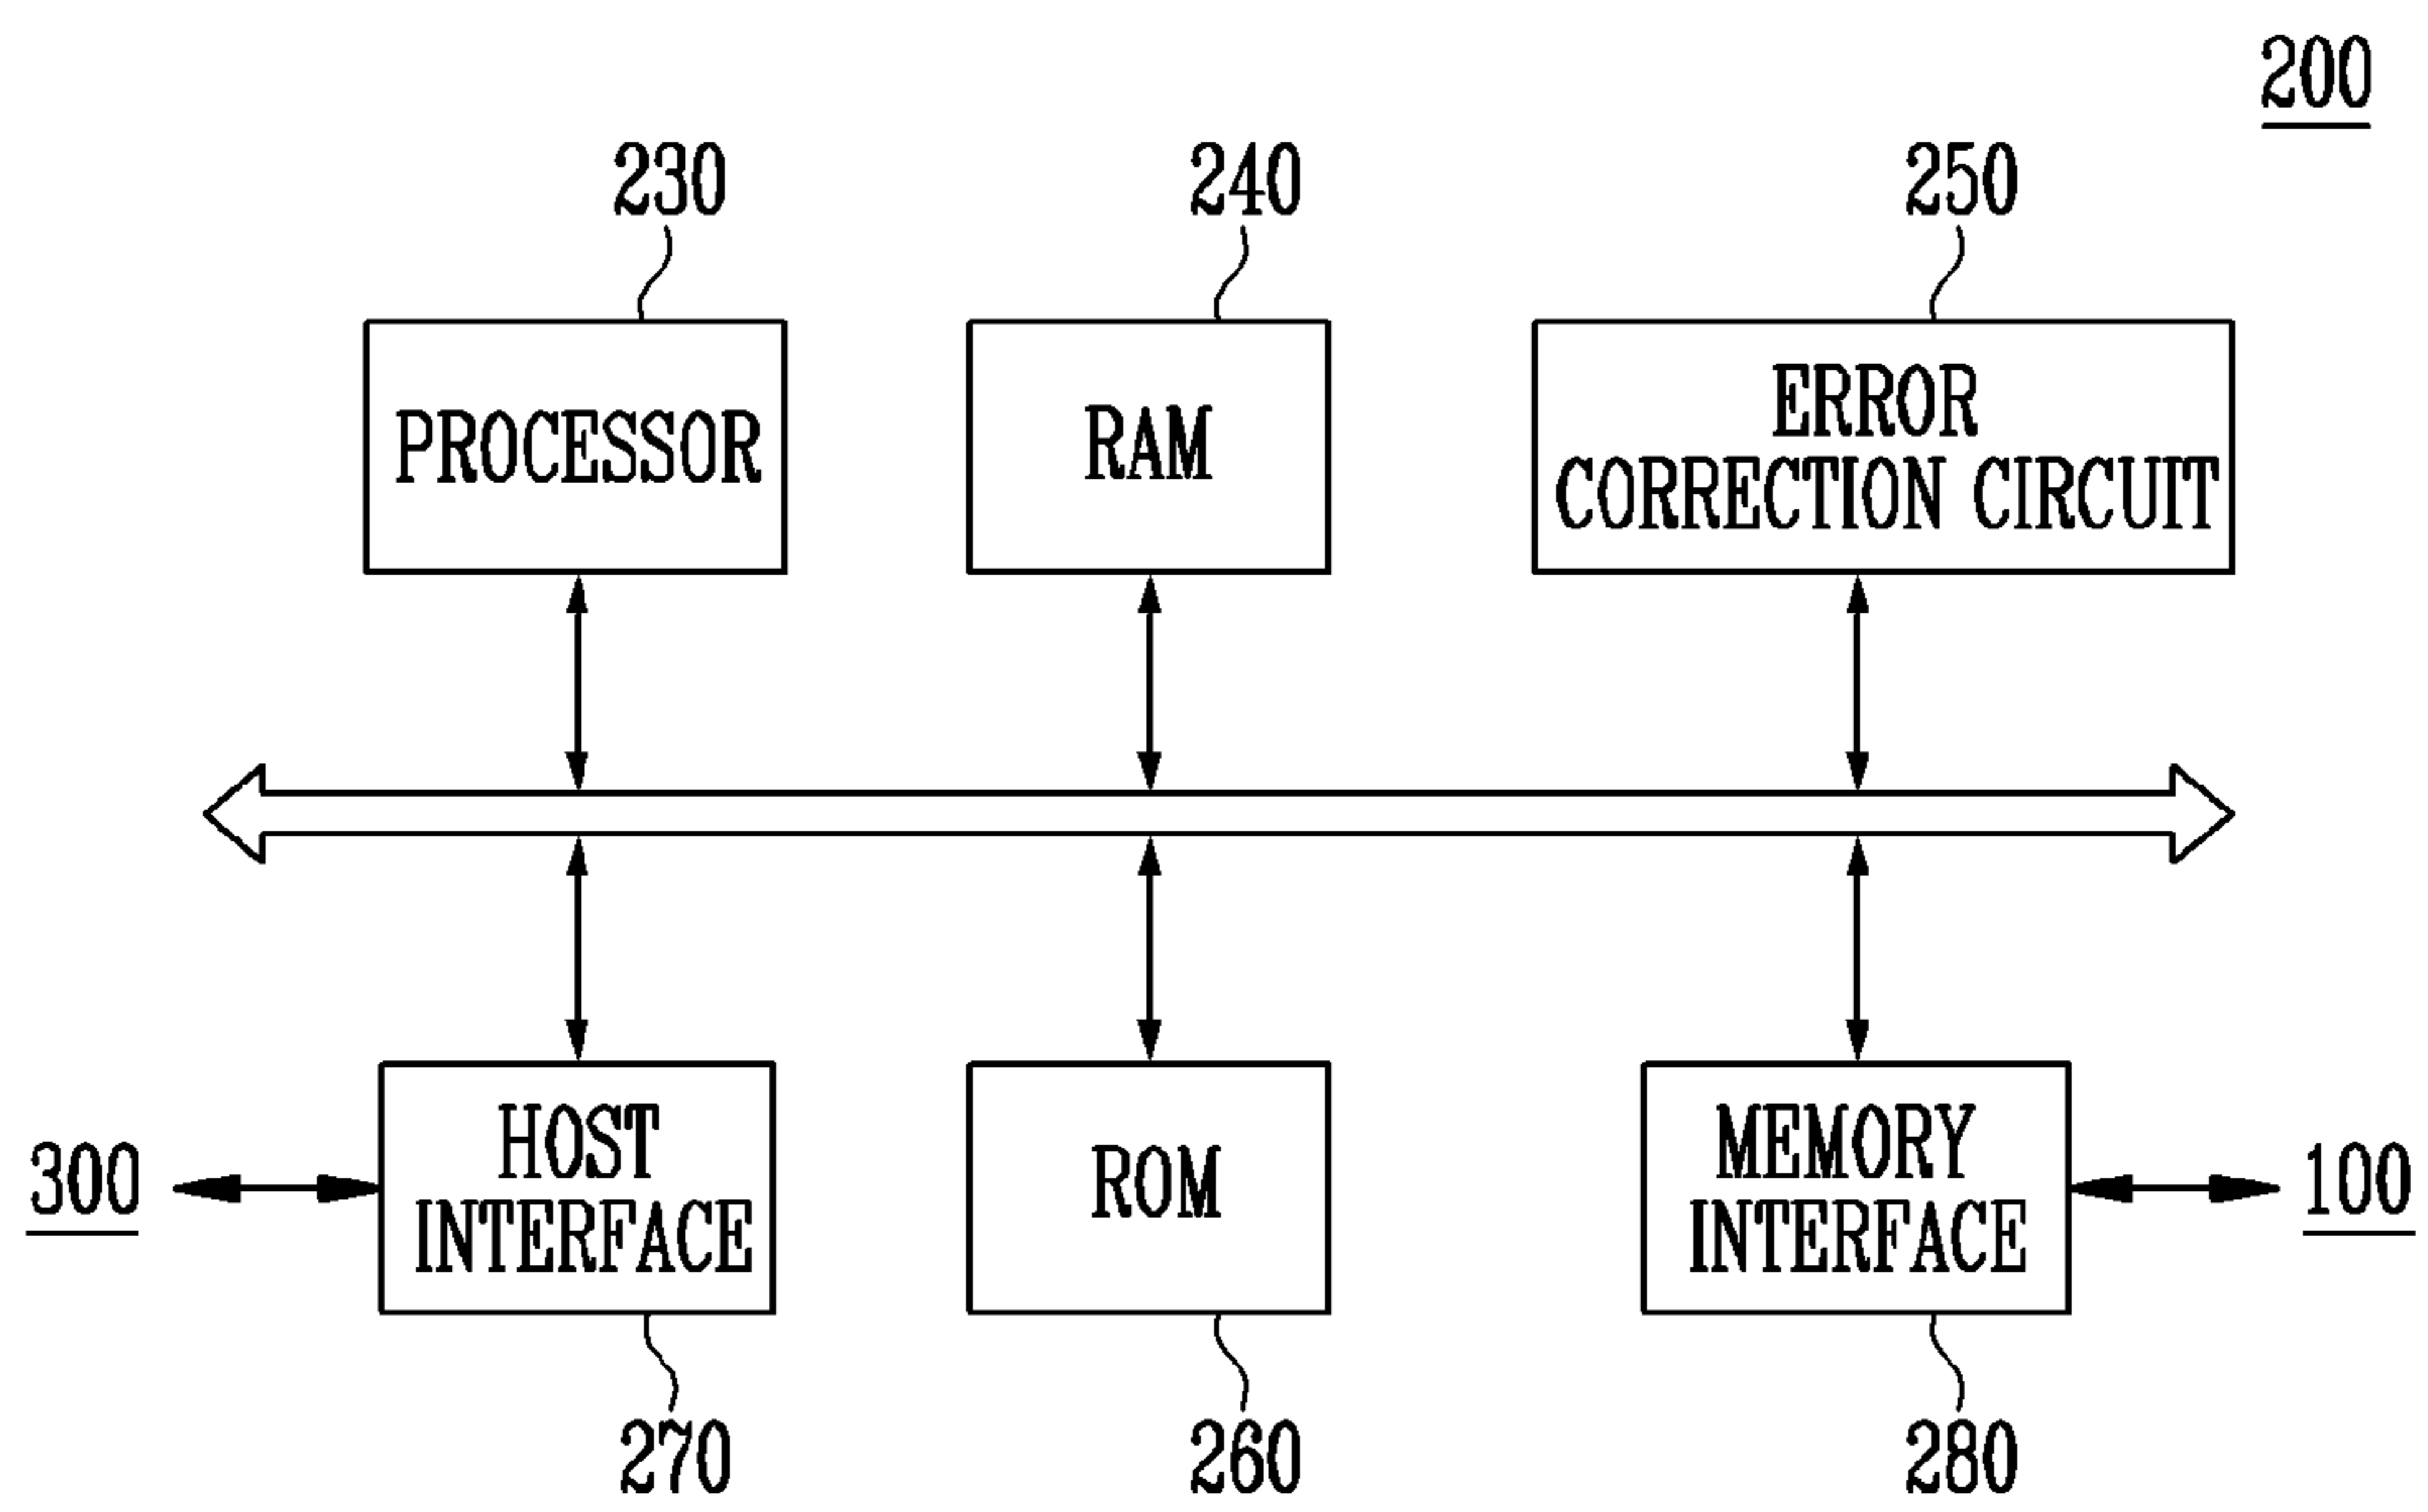 200
230
240
250
PROCESSOR
RAM
ERROR
CORRECTION CIRCUIT
300
HOST
INTERFACE
ROM
MEMORY
INTERFACE
100
270
260
280